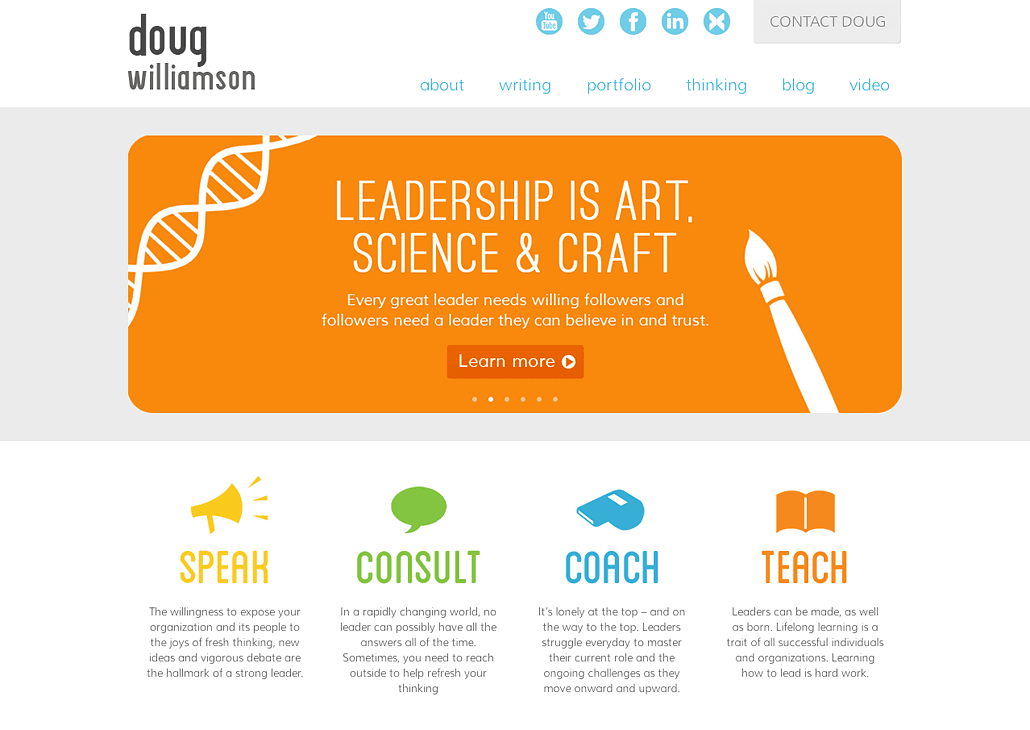 doug
williamson
You
Tube
CONTACT DOUG
about writing portfolio thinking blog video
LEADERSHIP IS ART,
SCIENCE & CRAFT
Every great leader needs willing followers and
followers need a leader they can believe in and trust.
Learn more
SPEAK
The willingness to expose your
organization and its people to
the joys of fresh thinking, new
ideas and vigorous debate are
the hallmark of a strong leader.
CONSULT
In a rapidly changing world, no
leader can possibly have all the
answers all of the time.
Sometimes, you need to reach
outside to help refresh your
thinking
COACH
It's lonely at the top – and on
the way to the top. Leaders
struggle everyday to master
their current role and the
ongoing challenges as they
move onward and upward.
TEACH
Leaders can be made, as well
as born. Lifelong learning is a
trait of all successful individuals
and organizations. Learning
how to lead is hard work.